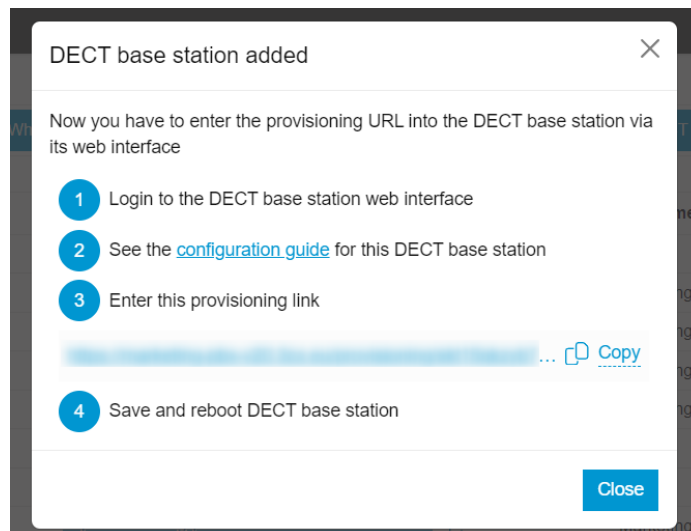 DECT base station added
Now you have to enter the provisioning URL into the DECT base station via
its web interface
1 Login to the DECT base station web interface
2 See the configuration guide for this DECT base station
3 Enter this provisioning link
... Copy
4 Save and reboot DECT base station
Close